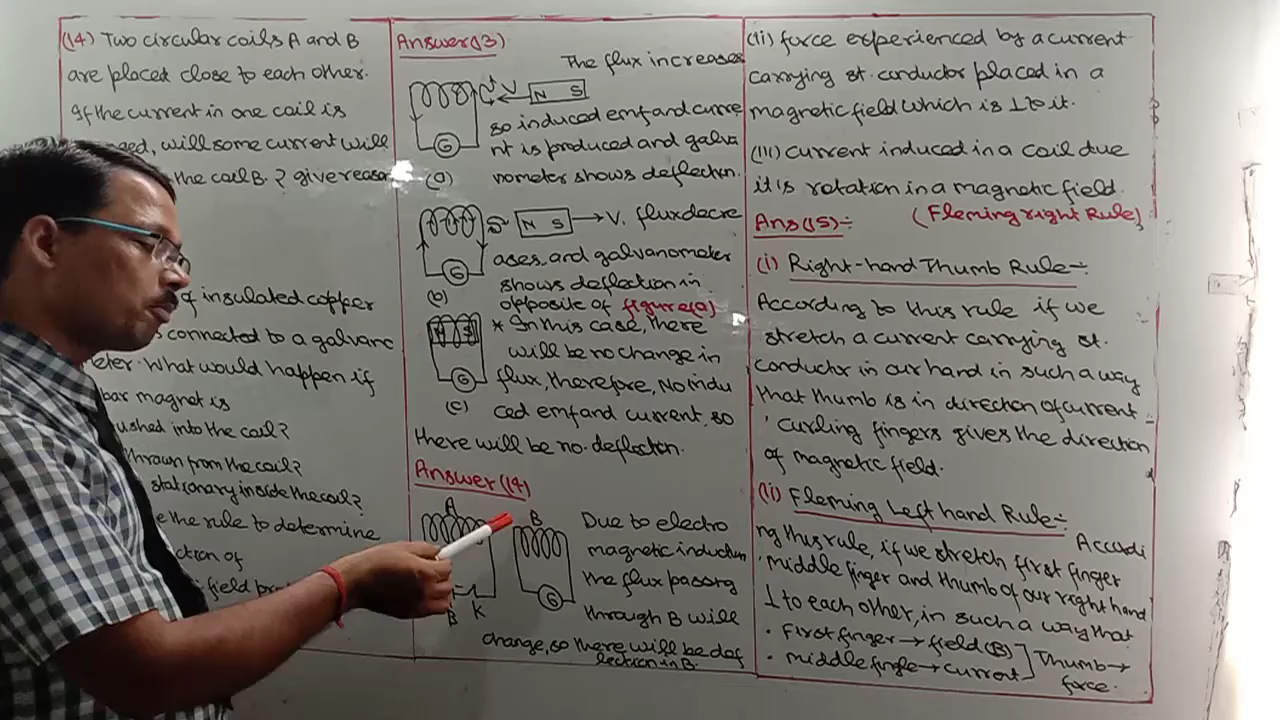 (14) Two circular coils A and B
are placed close to each other.
If the current in one coil is
will some current will
the coil B. ? give reason
of insulated copper
connected to a galvano
meter. What would happen if
bar magnet is
ushed into the coil?
thrawn from the coil?
stationary inside the coil?
the rule to determine
ction of
field
Answer(13)
The flux increases
N S V
so induced emf and curre
nt is produced and galva
nometer shows deflection.
G
(a)
N S → V. flux decre
ases, and galvanometer
shows deflection in
opposite of figure(a)
G
(b)
* In this case, there
will be no change in
flux, therefore, No indu
ced emf and current, so
there will be no deflection.
N S
G
(c)
Answer (14)
A
B
G
B K
Due to electro
magnetic induction
the flux passing
through B will
change, so there will be def
lection in B.
(ii) force experienced by a current
carrying st. conductor placed in a
magnetic field which is ⊥ to it.
(iii) current induced in a coil due
it is rotation in a magnetic field.
(Fleming right Rule)
Ans(15):-
(i) Right-hand Thumb Rule-:
According to this rule if we
stretch a current carrying st.
conductor in our hand in such a way
that thumb is in direction of current
curling fingers gives the direction
of magnetic field.
(i) Fleming Left hand Rule-:
Accordi
ng this rule, if we stretch first finger
middle finger and thumb of our right hand
⊥ to each other, in such a way that
• First finger → field (B)
• middle fingle → current
Thumb →
force.